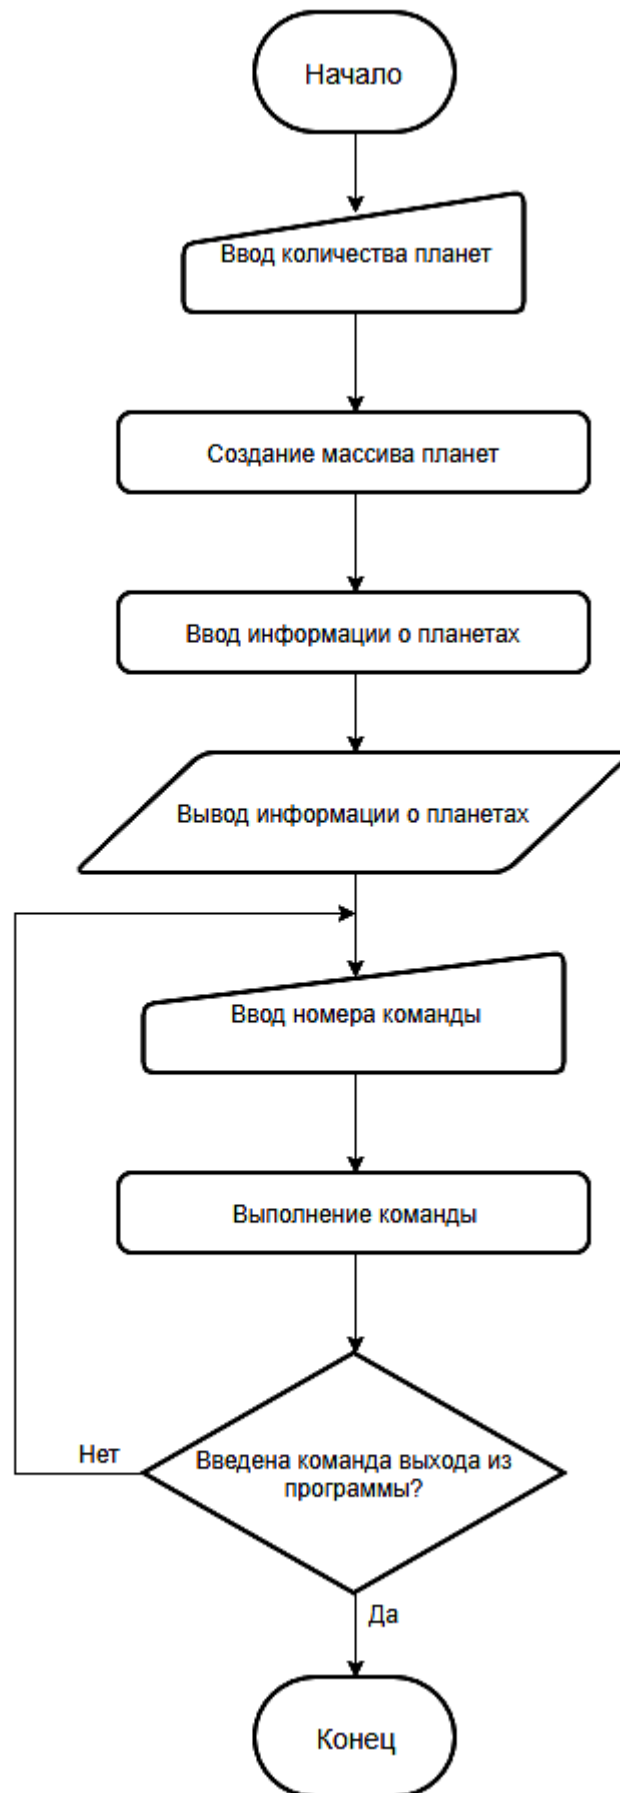 Начало
Ввод количества планет
Создание массива планет
Ввод информации о планетах
Вывод информации о планетах
Ввод номера команды
Выполнение команды
Нет
Введена команда выхода из
программы?
Да
Конец